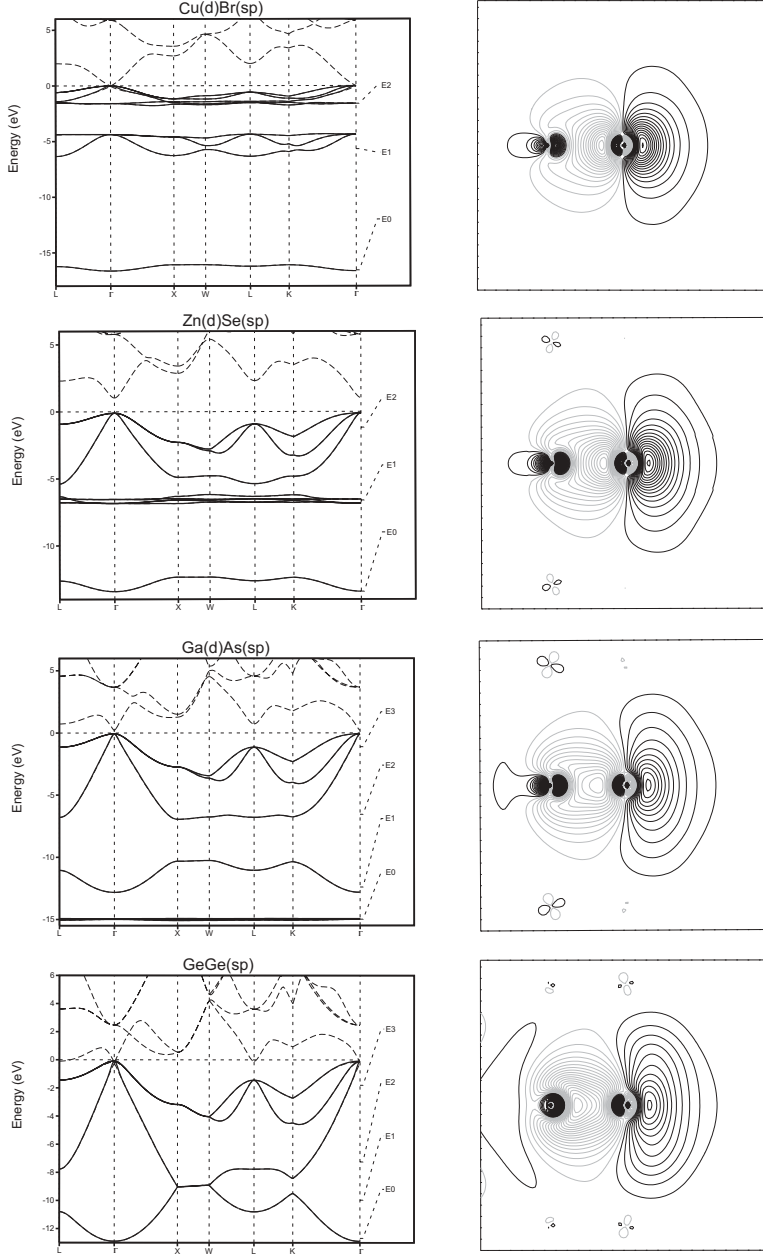 Cu(d)Br(sp)
Energy (eV)
5
0
-5
-10
-15
E2
E1
E0
L Γ X W L K Γ
Zn(d)Se(sp)
Energy (eV)
5
0
-5
-10
E2
E1
E0
L Γ X W L K Γ
Ga(d)As(sp)
Energy (eV)
5
0
-5
-10
-15
E3
E2
E1
E0
L Γ X W L K Γ
GeGe(sp)
Energy (eV)
6
4
2
0
-2
-4
-6
-8
-10
-12
E3
E2
E1
E0
L Γ X W L K Γ